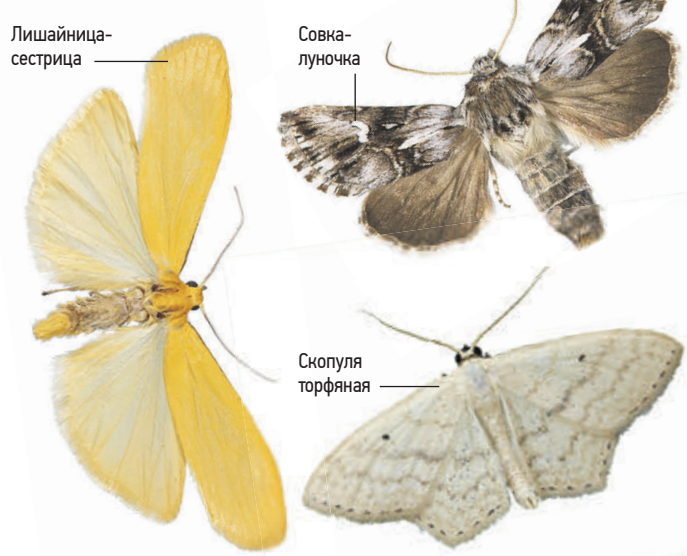 Лишайница-
сестрица
Совка-
луночка
Скопуля
торфяная